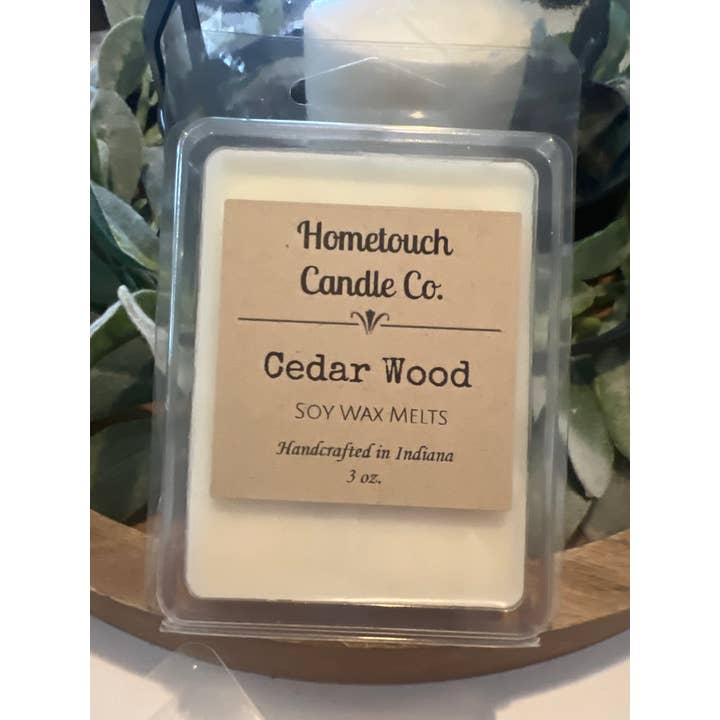 Hometouch
Candle Co.
Cedar Wood
Soy Wax Melts
Handcrafted in Indiana
3 oz.